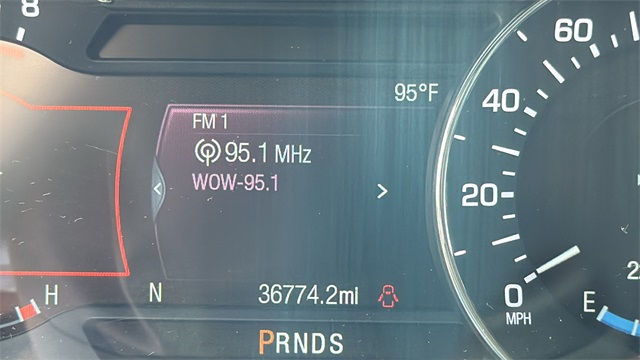 8
60
95°F
40
FM 1
95.1 MHz
WOW-95.1
20
H
N
36774.2mi
0
E
MPH
PRNDS